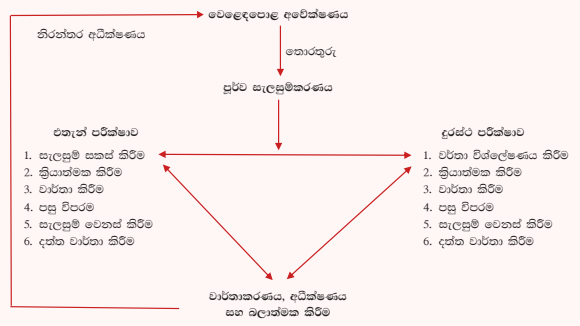 වෙළෙඳපොළ අවේක්ෂණය
නිරන්තර අධීක්ෂණය
තොරතුරු
පූර්ව සැලසුම්කරණය
එතැන් පරීක්ෂාව
1. සැලසුම් සකස් කිරීම
2. ක්‍රියාත්මක කිරීම
3. වාර්තා කිරීම
4. පසු විපරම
5. සැලසුම් වෙනස් කිරීම
6. දත්ත වාර්තා කිරීම
දුරස්ථ පරීක්ෂාව
1. වර්තා විශ්ලේෂණය කිරීම
2. ක්‍රියාත්මක කිරීම
3. වාර්තා කිරීම
4. පසු විපරම
5. සැලසුම් වෙනස් කිරීම
6. දත්ත වාර්තා කිරීම
වාර්තාකරණය, අධීක්ෂණය
සහ බලාත්මක කිරීම